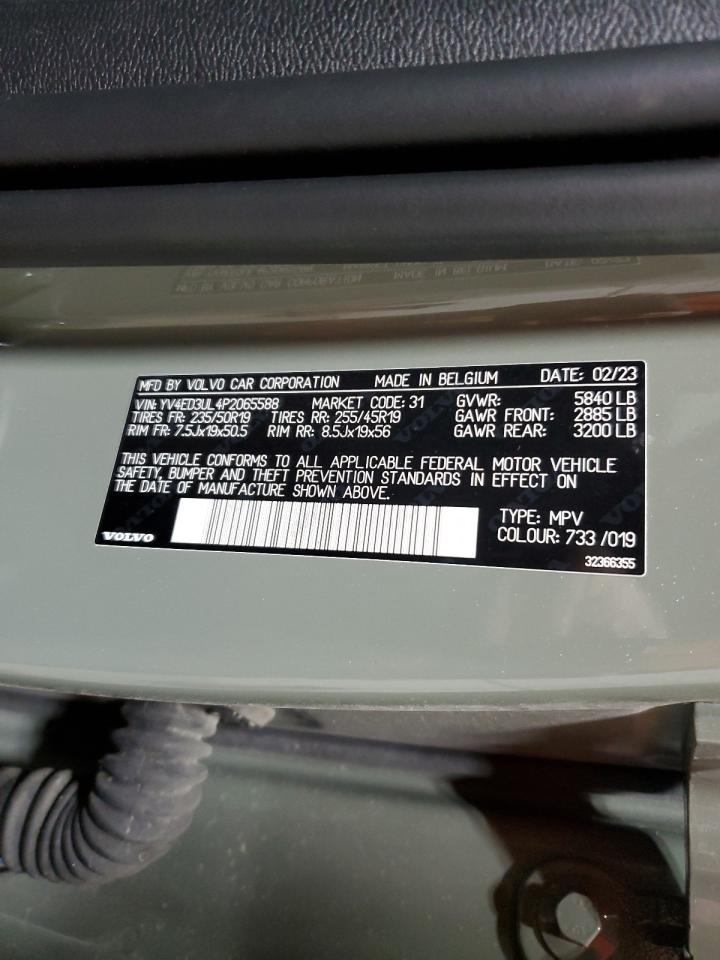 MFD BY VOLVO CAR CORPORATION MADE IN BELGIUM DATE: 02/23
VIN: YV4ED3UL4P2065588 MARKET CODE: 31 GVWR: 5840 LB
TIRES FR: 235/50R19 TIRES RR: 255/45R19 GAWR FRONT: 2885 LB
RIM FR: 7.5Jx19x50.5 RIM RR: 8.5Jx19x56 GAWR REAR: 3200 LB
THIS VEHICLE CONFORMS TO ALL APPLICABLE FEDERAL MOTOR VEHICLE
SAFETY, BUMPER AND THEFT PREVENTION STANDARDS IN EFFECT ON
THE DATE OF MANUFACTURE SHOWN ABOVE.
TYPE: MPV
COLOUR: 733 /019
VOLVO
32366355